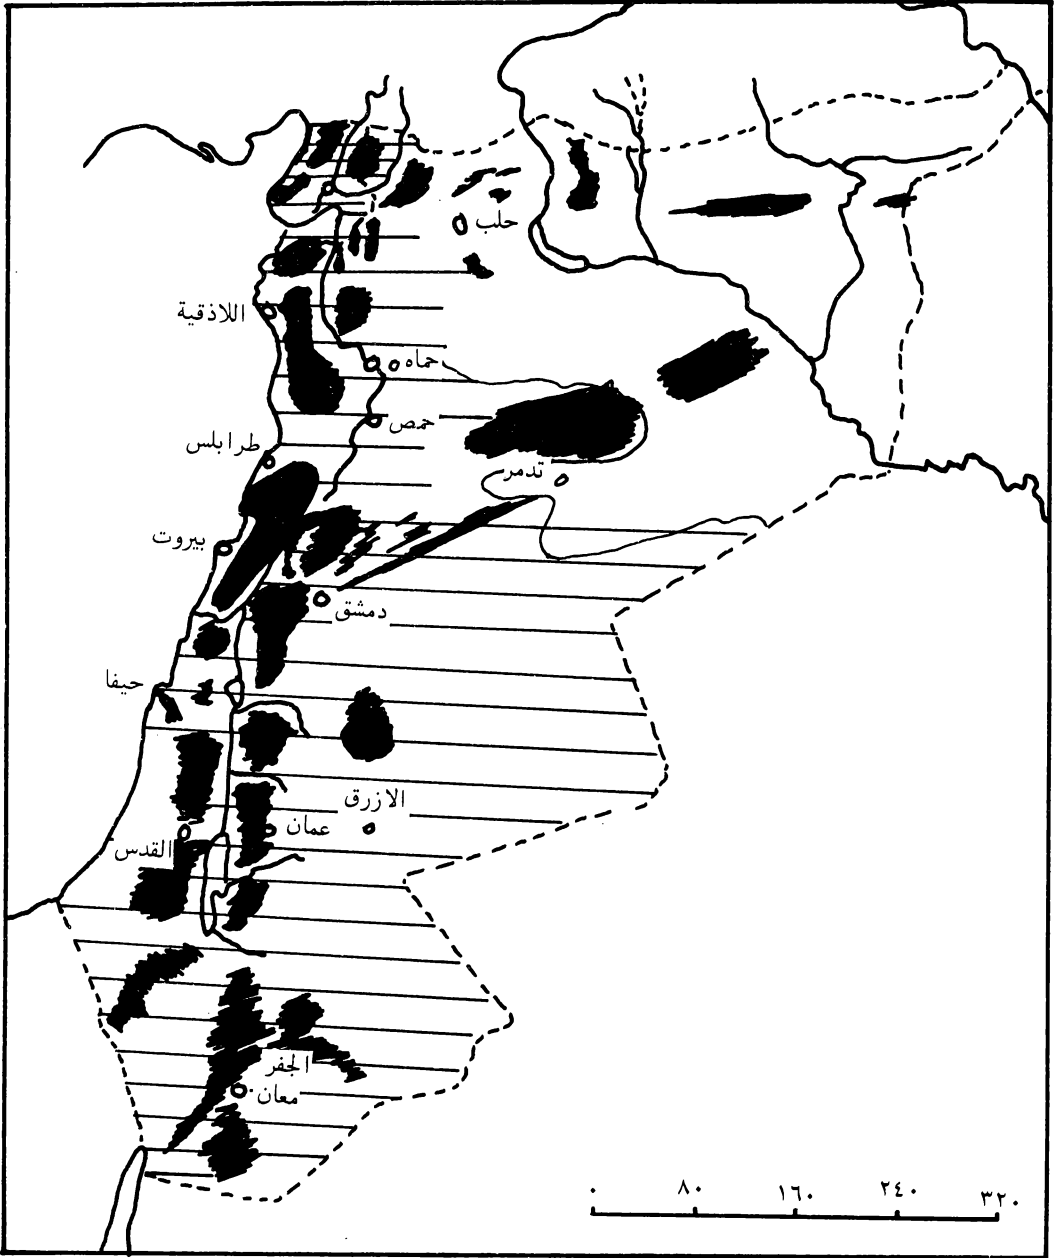 حلب
اللاذقية
حماه
حمص
طرابلس
تدمر
بيروت
دمشق
حيفا
الازرق
عمان
القدس
الجفر
معان
٠ ٨٠ ١٦٠ ٢٤٠ ٣٢٠